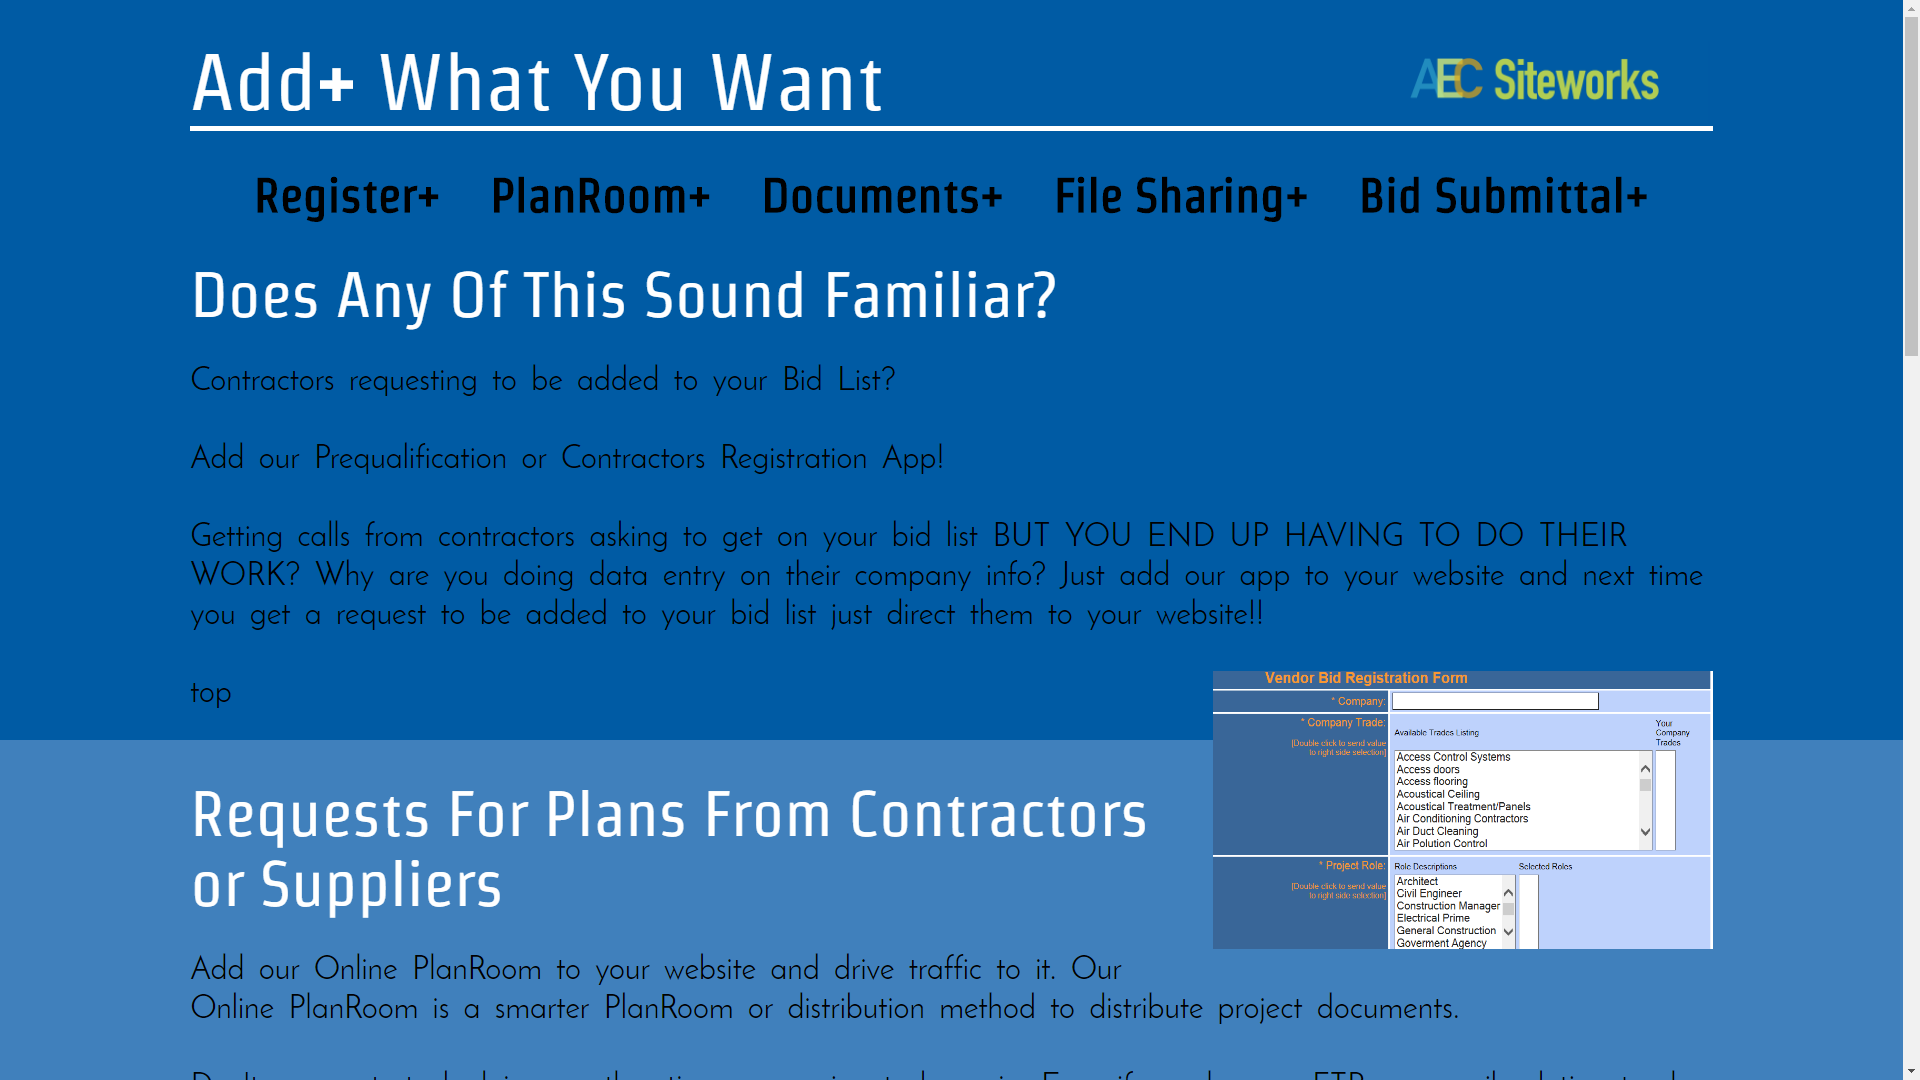 Add+ What You Want
AEC Siteworks
Register+ PlanRoom+ Documents+ File Sharing+ Bid Submittal+
Does Any Of This Sound Familiar?
Contractors requesting to be added to your Bid List?
Add our Prequalification or Contractors Registration App!
Getting calls from contractors asking to get on your bid list BUT YOU END UP HAVING TO DO THEIR
WORK? Why are you doing data entry on their company info? Just add our app to your website and next time
you get a request to be added to your bid list just direct them to your website!!
top
Vendor Bid Registration Form
* Company:
* Company Trade:
[Double click to send value
to right side selection]
Available Trades Listing
Your
Company
Trades
Access Control Systems
Access doors
Access flooring
Acoustical Ceiling
Acoustical Treatment/Panels
Air Conditioning Contractors
Air Duct Cleaning
Air Polution Control
* Project Role:
[Double click to send value
to right side selection]
Role Descriptions
Selected Roles
Architect
Civil Engineer
Construction Manager
Electrical Prime
General Construction
Goverment Agency
Requests For Plans From Contractors
or Suppliers
Add our Online PlanRoom to your website and drive traffic to it. Our
Online PlanRoom is a smarter PlanRoom or distribution method to distribute project documents.